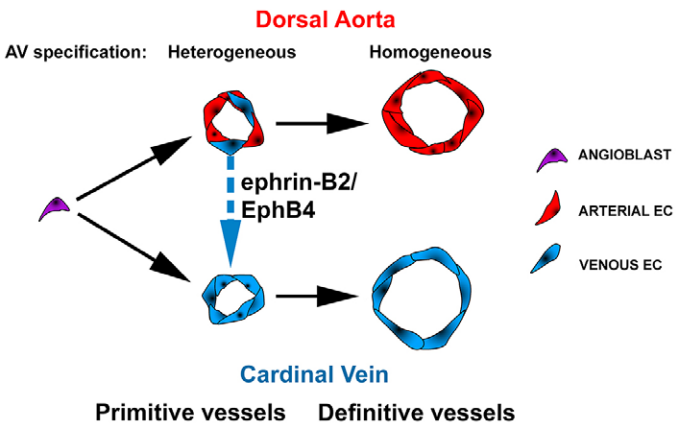 Dorsal Aorta
AV specification: Heterogeneous Homogeneous
ephrin-B2/
EphB4
ANGIOBLAST
ARTERIAL EC
VENOUS EC
Cardinal Vein
Primitive vessels Definitive vessels